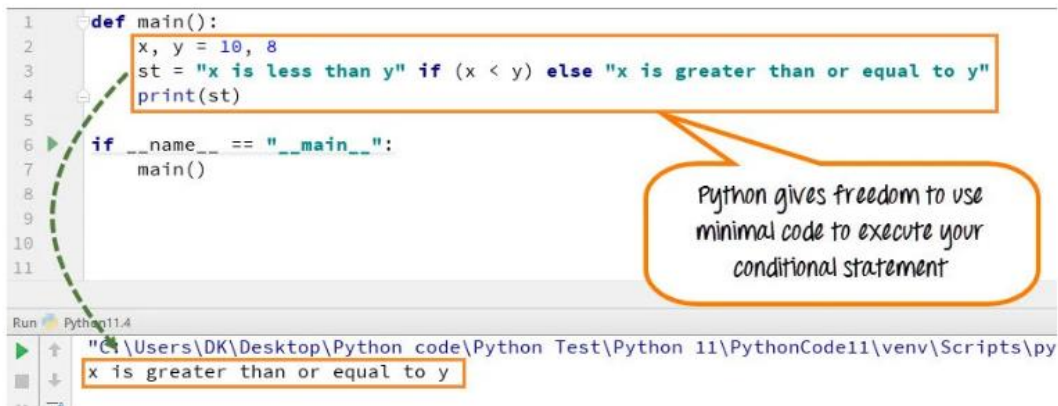 1 def main():
2 x, y = 10, 8
3 st = "x is less than y" if (x < y) else "x is greater than or equal to y"
4 print(st)
5
6 if __name__ == "__main__":
7 main()
8
9
10
11
Python gives freedom to use
minimal code to execute your
conditional statement
Run Python11.4
"C:\Users\DK\Desktop\Python code\Python Test\Python 11\PythonCode11\venv\Scripts\py
x is greater than or equal to y